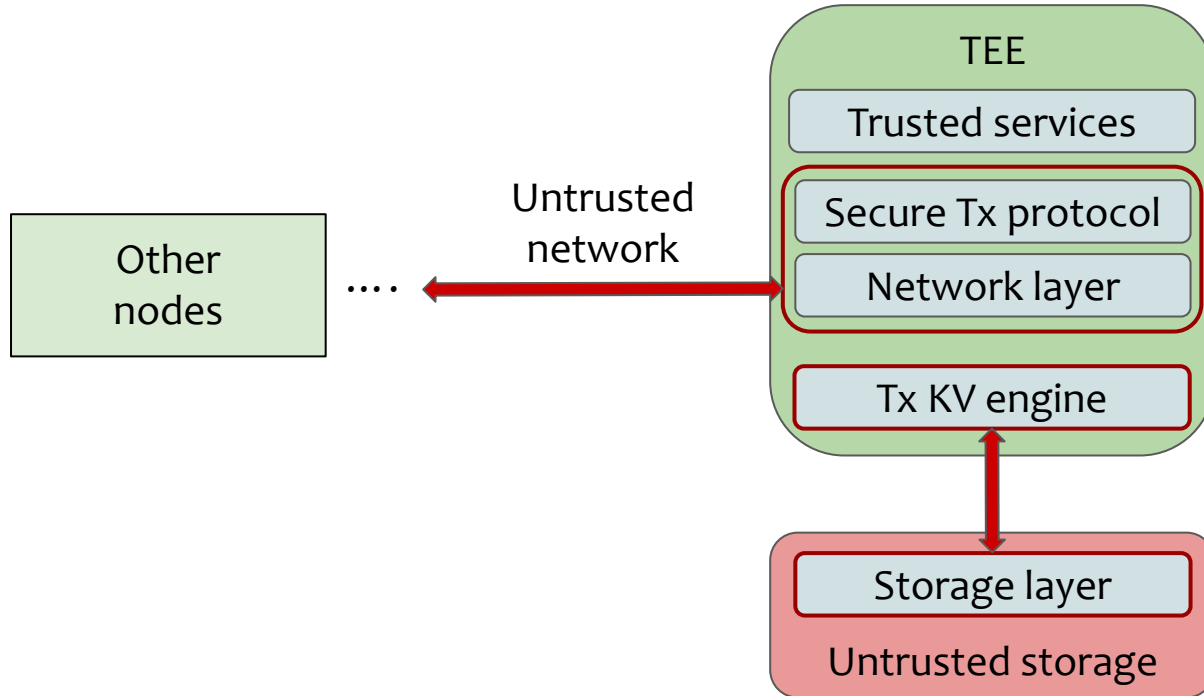 TEE
Trusted services
Secure Tx protocol
Network layer
Tx KV engine
Untrusted
network
Other
nodes
....
Storage layer
Untrusted storage